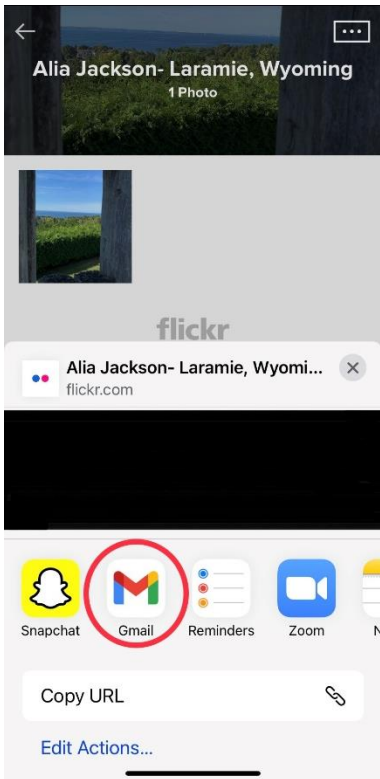 Alia Jackson- Laramie, Wyoming
1 Photo
flickr
Alia Jackson- Laramie, Wyomi...
flickr.com
Snapchat Gmail Reminders Zoom N
Copy URL
Edit Actions...